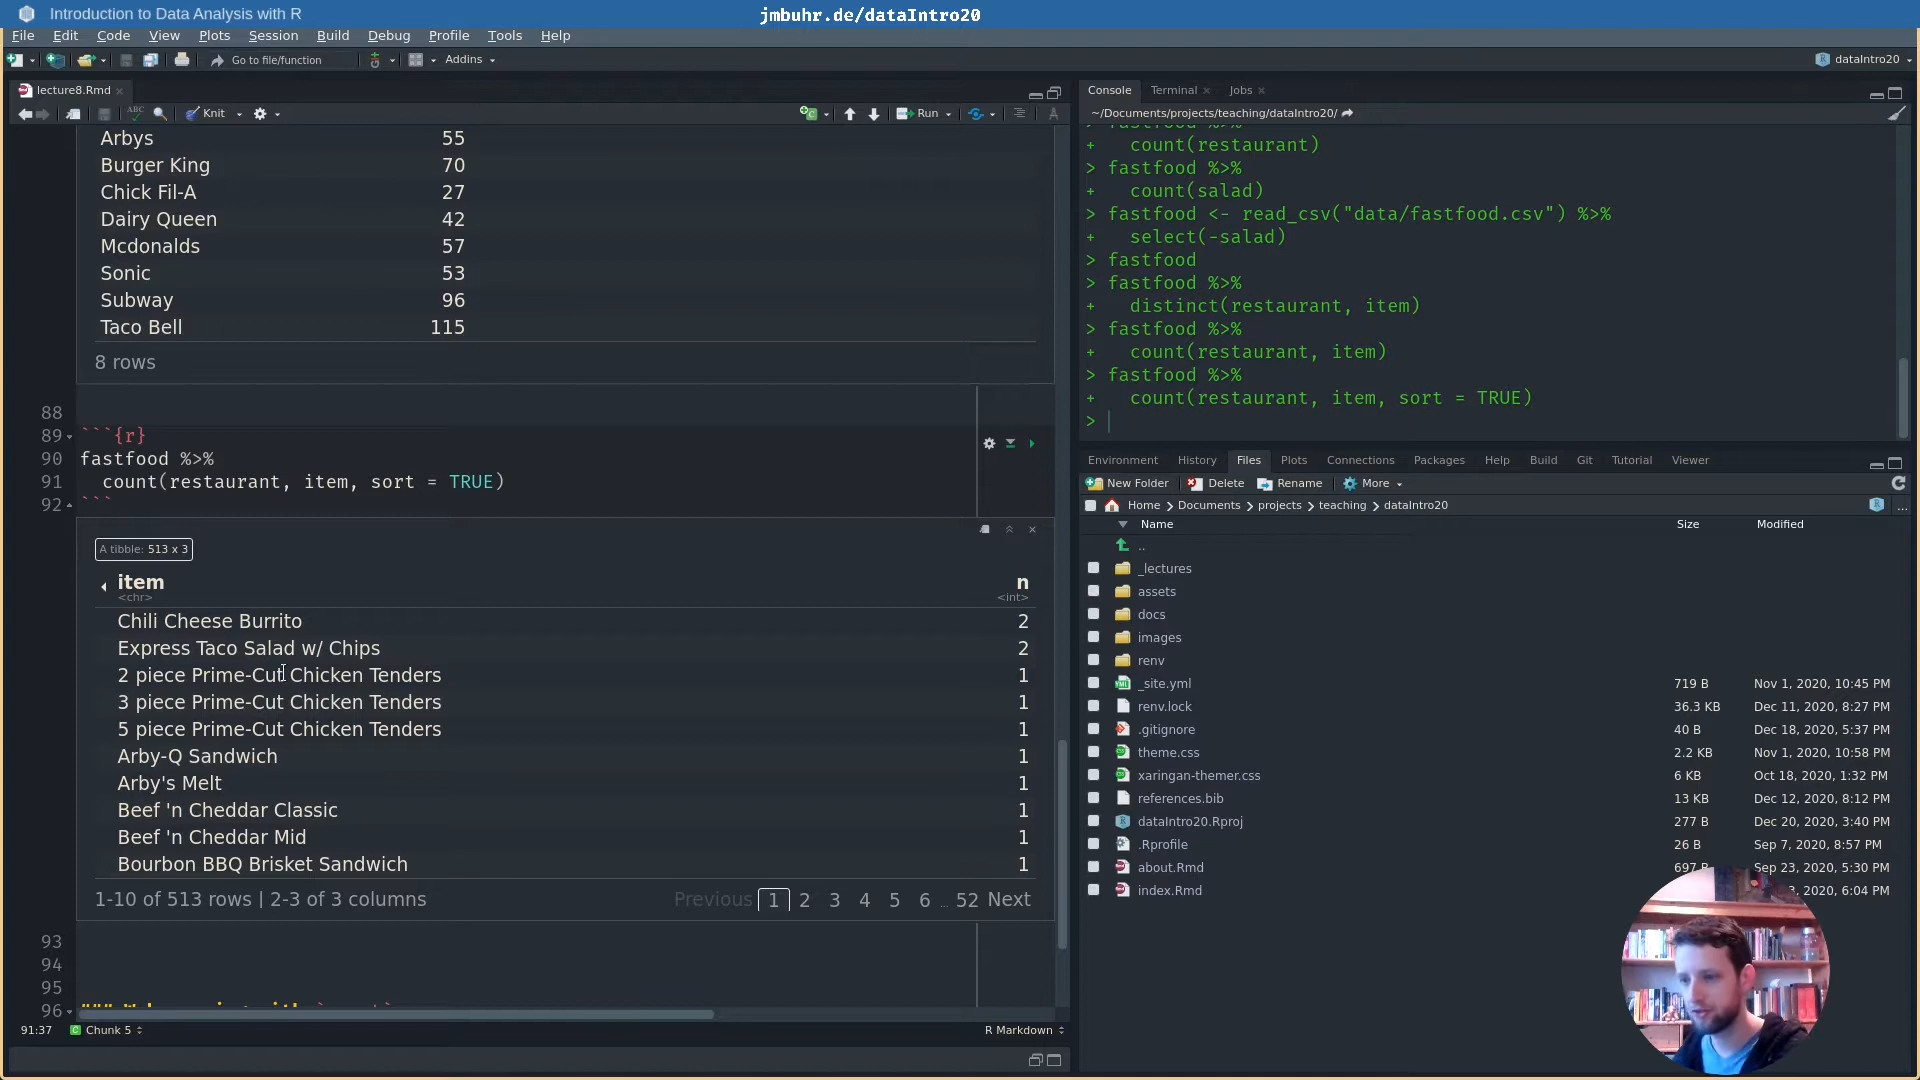 Introduction to Data Analysis with R
jmbuhr.de/dataIntro20
File Edit Code View Plots Session Build Debug Profile Tools Help
Go to file/function Addins dataIntro20
lecture8.Rmd
Knit Run
Arbys 55
Burger King 70
Chick Fil-A 27
Dairy Queen 42
Mcdonalds 57
Sonic 53
Subway 96
Taco Bell 115
8 rows
88
89 ```{r}
90 fastfood %>%
91 count(restaurant, item, sort = TRUE)
92 ```
A tibble: 513 x 3
item n
<chr> <int>
Chili Cheese Burrito 2
Express Taco Salad w/ Chips 2
2 piece Prime-Cut Chicken Tenders 1
3 piece Prime-Cut Chicken Tenders 1
5 piece Prime-Cut Chicken Tenders 1
Arby-Q Sandwich 1
Arby's Melt 1
Beef 'n Cheddar Classic 1
Beef 'n Cheddar Mid 1
Bourbon BBQ Brisket Sandwich 1
1-10 of 513 rows | 2-3 of 3 columns Previous 1 2 3 4 5 6 ... 52 Next
93
94
95
96
91:37 Chunk 5 R Markdown
Console Terminal Jobs
~/Documents/projects/teaching/dataIntro20/
+ count(restaurant)
> fastfood %>%
+ count(salad)
> fastfood <- read_csv("data/fastfood.csv") %>%
+ select(-salad)
> fastfood
> fastfood %>%
+ distinct(restaurant, item)
> fastfood %>%
+ count(restaurant, item)
> fastfood %>%
+ count(restaurant, item, sort = TRUE)
>
Environment History Files Plots Connections Packages Help Build Git Tutorial Viewer
New Folder Delete Rename More
Home Documents projects teaching dataIntro20 ...
Name Size Modified
..
_lectures
assets
docs
images
renv
_site.yml 719 B Nov 1, 2020, 10:45 PM
renv.lock 36.3 KB Dec 11, 2020, 8:27 PM
.gitignore 40 B Dec 18, 2020, 5:37 PM
theme.css 2.2 KB Nov 1, 2020, 10:58 PM
xaringan-themer.css 6 KB Oct 18, 2020, 1:32 PM
references.bib 13 KB Dec 12, 2020, 8:12 PM
dataIntro20.Rproj 277 B Dec 20, 2020, 3:40 PM
.Rprofile 26 B Sep 7, 2020, 8:57 PM
about.Rmd 697 B Sep 23, 2020, 5:30 PM
index.Rmd 3, 2020, 6:04 PM